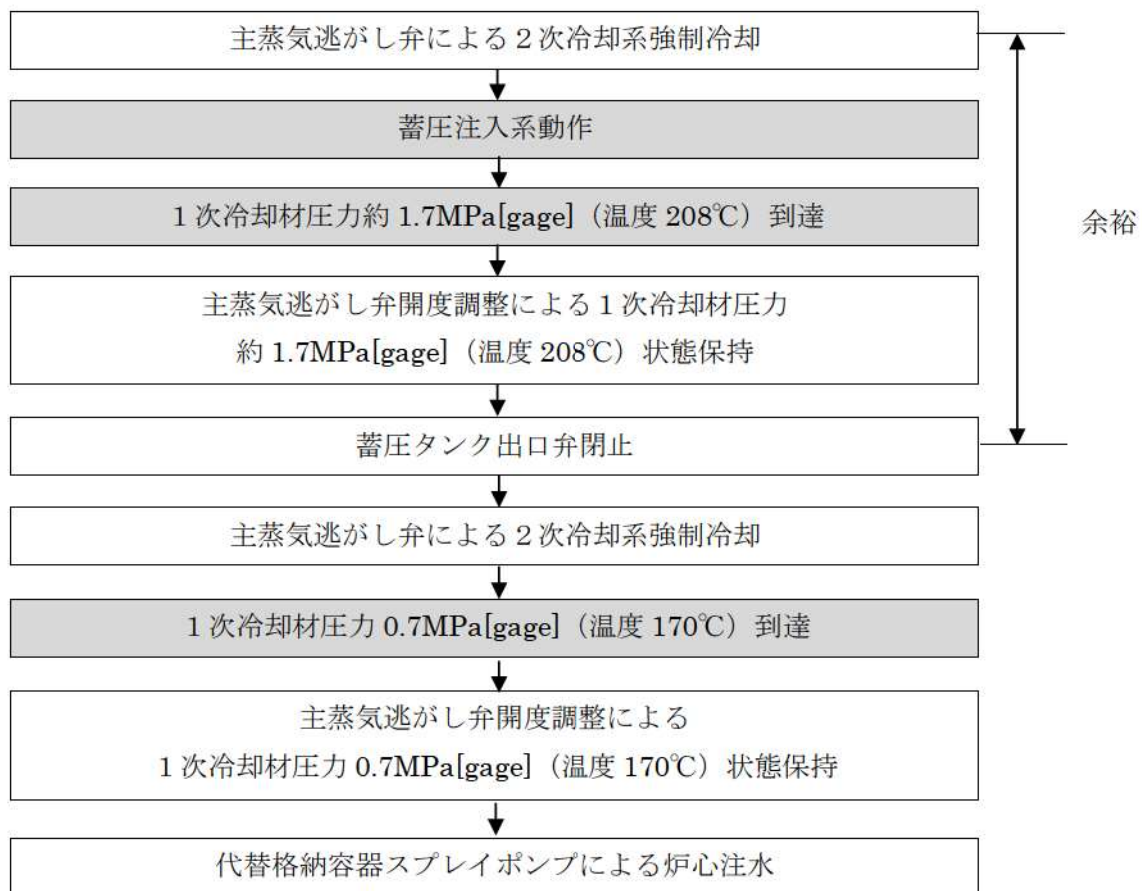 主蒸気逃がし弁による２次冷却系強制冷却
蓄圧注入系動作
１次冷却材圧力約 1.7MPa[gage]（温度 208℃）到達
余裕
主蒸気逃がし弁開度調整による１次冷却材圧力
約 1.7MPa[gage]（温度 208℃）状態保持
蓄圧タンク出口弁閉止
主蒸気逃がし弁による２次冷却系強制冷却
１次冷却材圧力 0.7MPa[gage]（温度 170℃）到達
主蒸気逃がし弁開度調整による
１次冷却材圧力 0.7MPa[gage]（温度 170℃）状態保持
代替格納容器スプレイポンプによる炉心注水